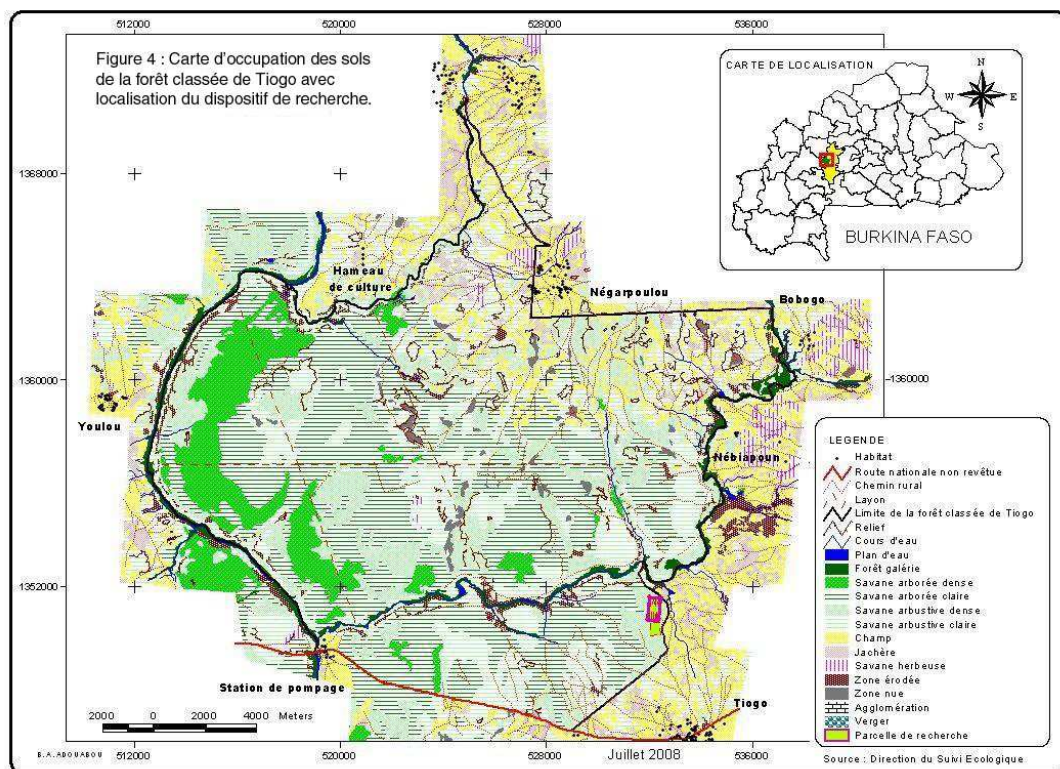 512000
520000
528000
536000
Figure 4 : Carte d'occupation des sols
de la forêt classée de Tiogo avec
localisation du dispositif de recherche.
CARTE DE LOCALISATION
N
W
E
S
BURKINA FASO
1368000
1368000
Hameau
de culture
Négarpoulou
Bobogo
1360000
1360000
Youlou
Nébiapoun
LEGENDE
Habitat
Route nationale non revêtue
Chemin rural
Layon
Limite de la forêt classée de Tiogo
Relief
Cours d'eau
Plan d'eau
Forêt galérie
Savane arborée dense
Savane arborée claire
Savane arbustive dense
Savane arbustive claire
Champ
Jachère
Savane herbeuse
Zone érodée
Zone nue
Agglomération
Verger
Parcelle de recherche
1352000
Station de pompage
Tiogo
2000 0 2000 4000 Meters
Juillet 2008
B.A.ADOUABOU
512000
520000
528000
536000
Source : Direction du Suivi Ecologique